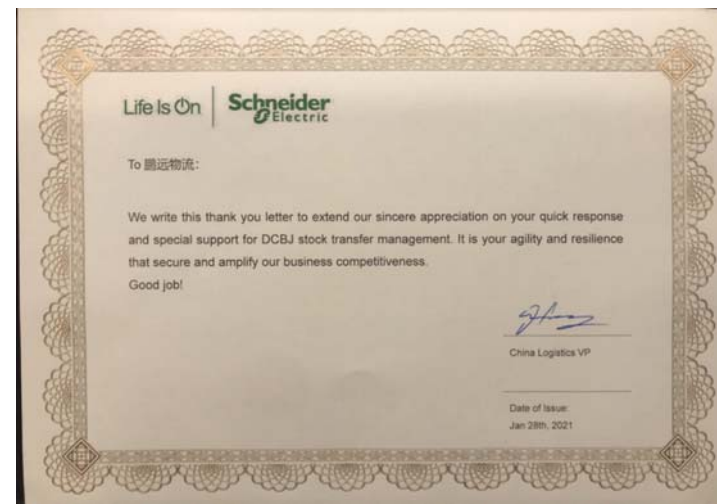 Life Is On | Schneider Electric
To 鹏远物流:
We write this thank you letter to extend our sincere appreciation on your quick response
and special support for DCBJ stock transfer management. It is your agility and resilience
that secure and amplify our business competitiveness.
Good job!
China Logistics VP
Date of Issue:
Jan 28th, 2021